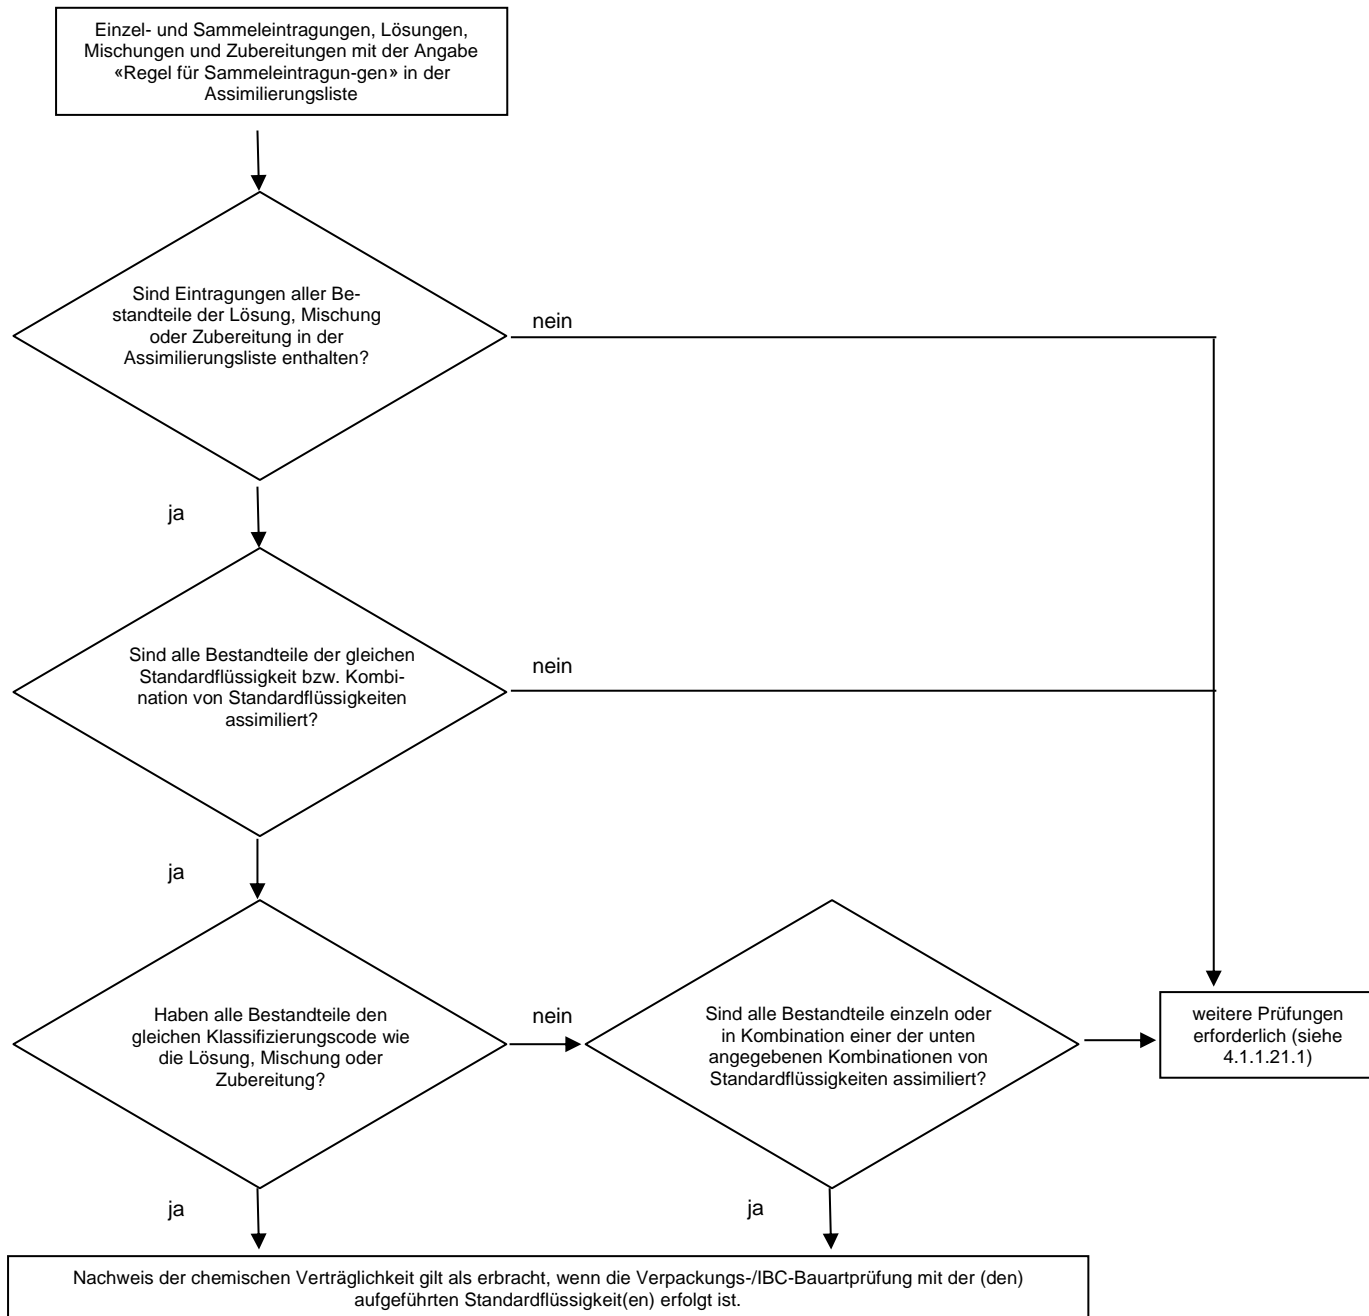 Einzel- und Sammeleintragungen, Lösungen,
Mischungen und Zubereitungen mit der Angabe
«Regel für Sammeleintragun-gen» in der
Assimilierungsliste
Sind Eintragungen aller Be-
standteile der Lösung, Mischung
oder Zubereitung in der
Assimilierungsliste enthalten?
nein
ja
Sind alle Bestandteile der gleichen
Standardflüssigkeit bzw. Kombi-
nation von Standardflüssigkeiten
assimiliert?
nein
ja
Haben alle Bestandteile den
gleichen Klassifizierungscode wie
die Lösung, Mischung oder
Zubereitung?
nein
Sind alle Bestandteile einzeln oder
in Kombination einer der unten
angegebenen Kombinationen von
Standardflüssigkeiten assimiliert?
weitere Prüfungen
erforderlich (siehe
4.1.1.21.1)
ja
ja
Nachweis der chemischen Verträglichkeit gilt als erbracht, wenn die Verpackungs-/IBC-Bauartprüfung mit der (den)
aufgeführten Standardflüssigkeit(en) erfolgt ist.